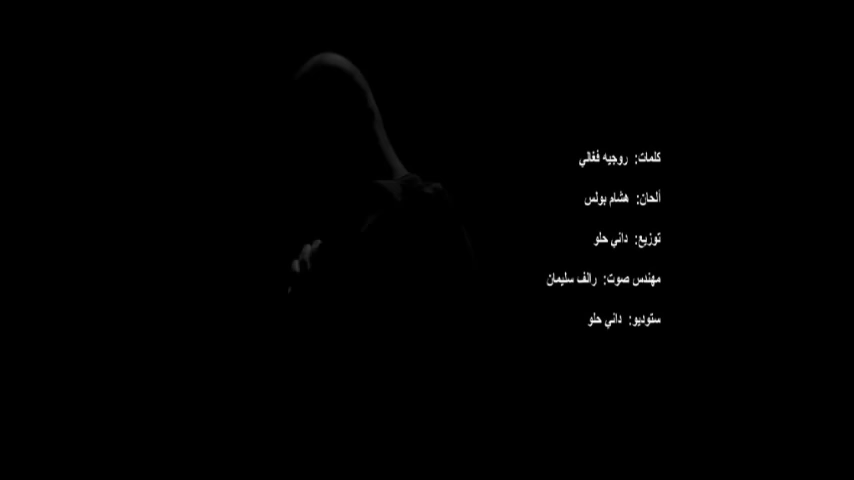 كلمات: روجيه فغالي
ألحان: هشام بولس
توزيع: داني حلو
مهندس صوت: رالف سليمان
ستوديو: داني حلو